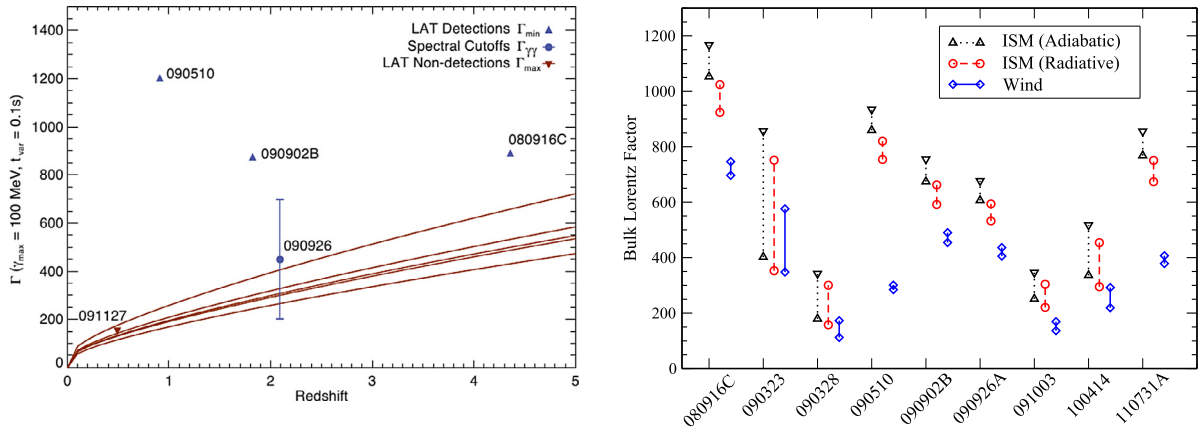 1400
1200
1000
800
600
400
200
0
Γ (γmax = 100 MeV, tvar = 0.1s)
LAT Detections Γmin
Spectral Cutoffs Γγγ
LAT Non-detections Γmax
090510
090902B
080916C
090926
091127
0 1 2 3 4 5
Redshift
1200
1000
800
600
400
200
0
Bulk Lorentz Factor
ISM (Adiabatic)
ISM (Radiative)
Wind
080916C
090323
090328
090510
090902B
090926A
091003
100414
110731A